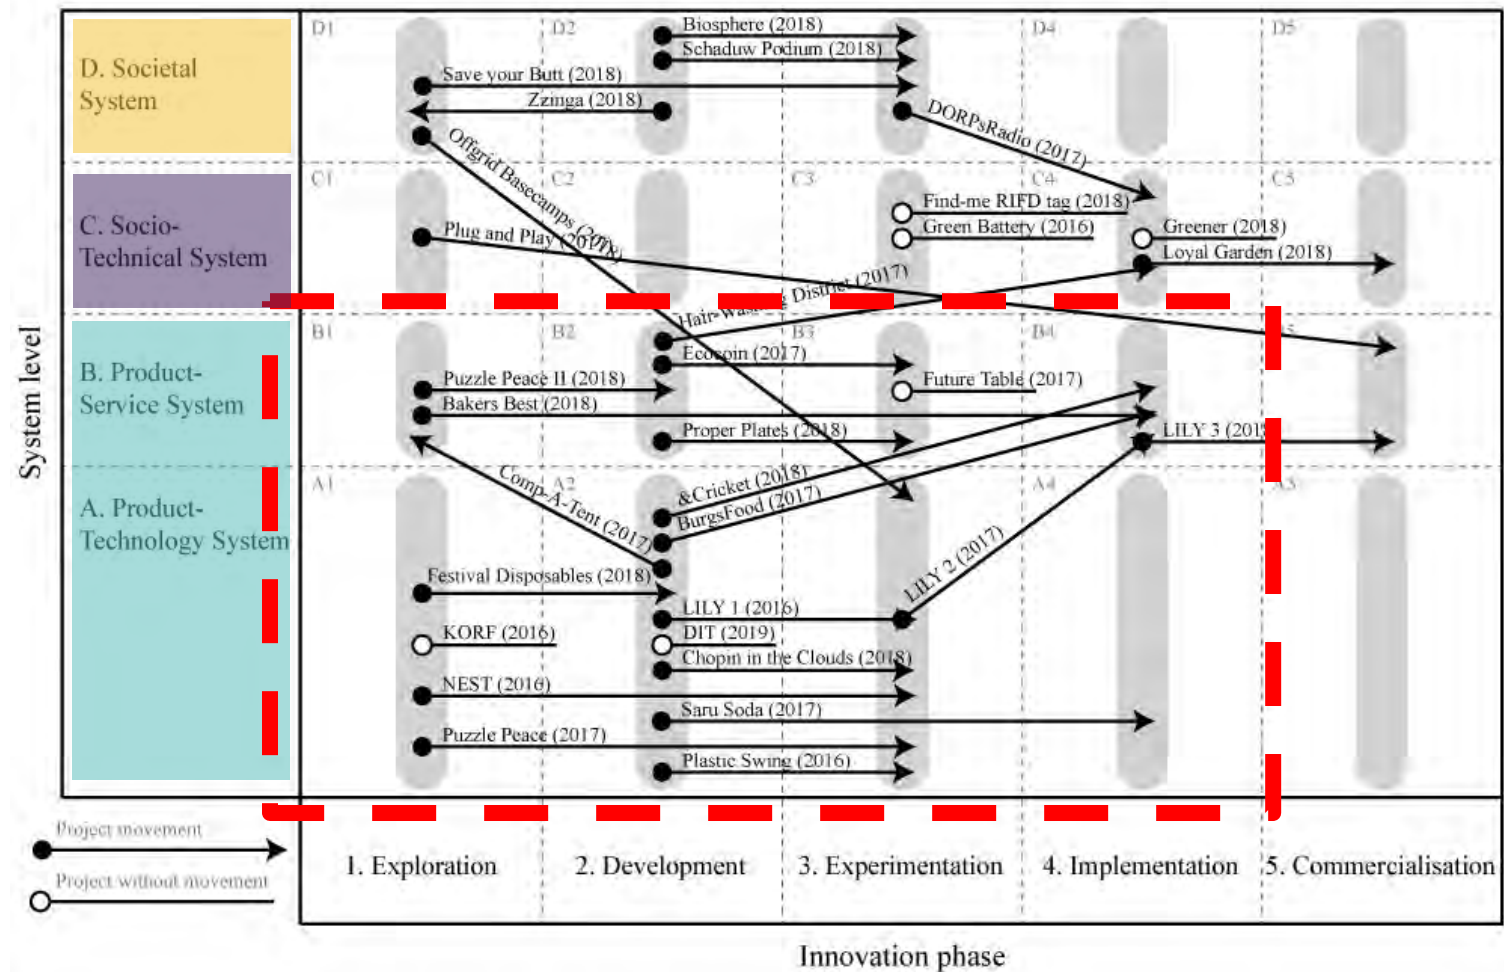 D1
D2
D4
D5
Biosphere (2018)
Schaduw Podium (2018)
D. Societal
System
Save your Butt (2018)
Zzinga (2018)
DORPsRadio (2017)
Offgrid Basecamps
C1
C2
C3
C4
C5
Find-me RIFD tag (2018)
C. Socio-
Technical System
Plug and Play
Green Battery (2016)
Greener (2018)
Loyal Garden (2018)
District (2017)
System level
B1
B2
B3
B4
Ecocoin (2017)
B. Product-
Service System
Puzzle Peace II (2018)
Future Table (2017)
Bakers Best (2018)
Proper Plates (2018)
LILY 3
A1
A2
A4
&Cricket (2018)
BurgsFood (2017)
Comp-A-Tent (2017)
A. Product-
Technology System
LILY 2 (2017)
Festival Disposables (2018)
LILY 1 (2016)
KORF (2016)
DIT (2019)
Chopin in the Clouds (2018)
NEST (2016)
Saru Soda (2017)
Puzzle Peace (2017)
Plastic Swing (2016)
Project movement
Project without movement
1. Exploration
2. Development
3. Experimentation
4. Implementation
5. Commercialisation
Innovation phase